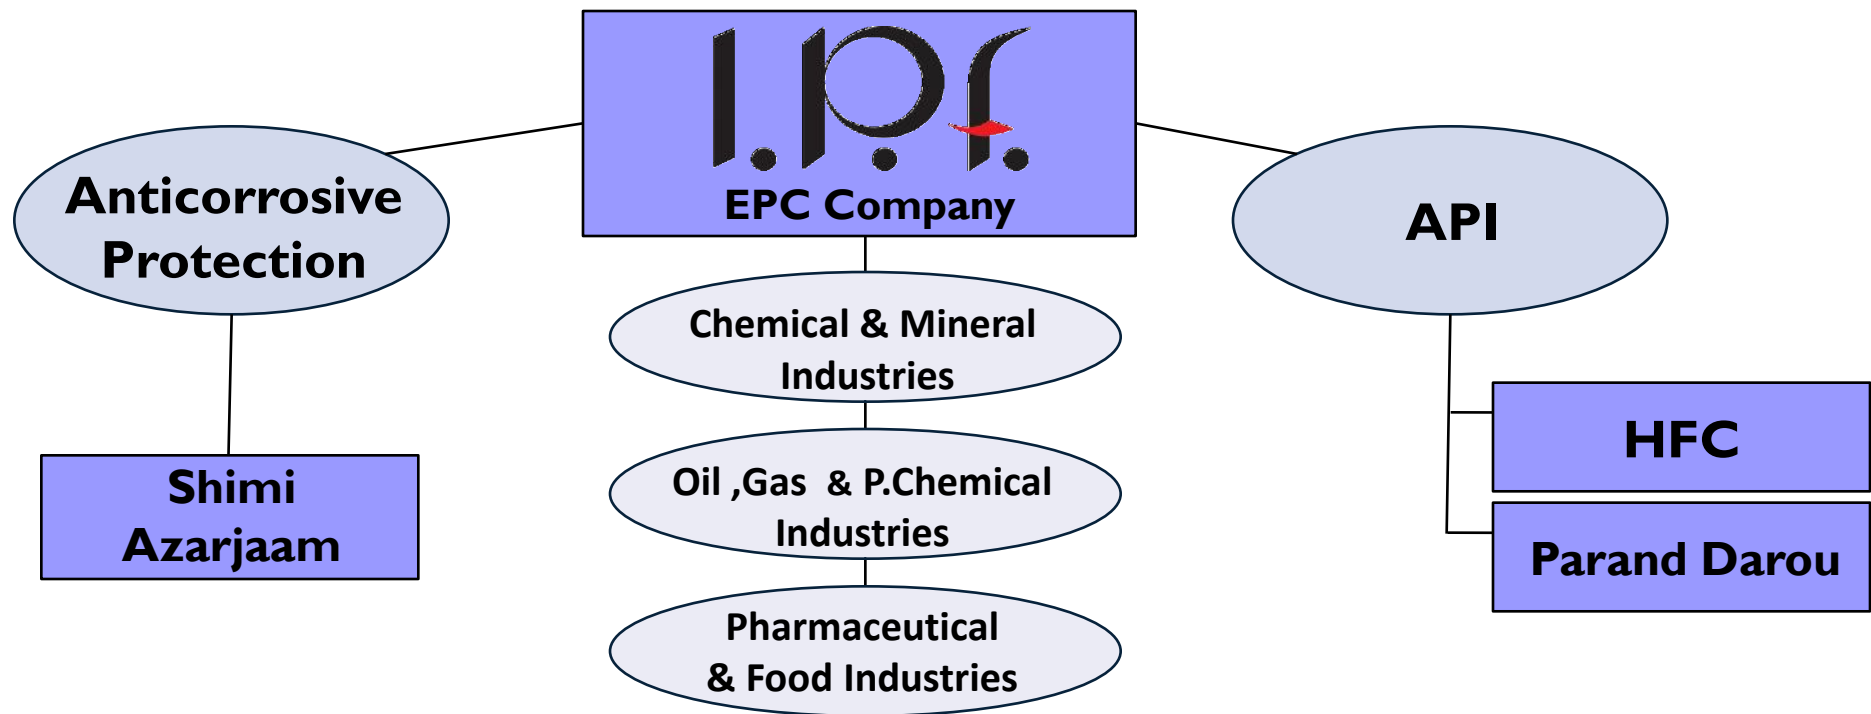 I.P.F.
EPC Company
Anticorrosive
Protection
API
Chemical & Mineral
Industries
Oil ,Gas  & P.Chemical
Industries
Pharmaceutical
& Food Industries
Shimi
Azarjaam
HFC
Parand Darou